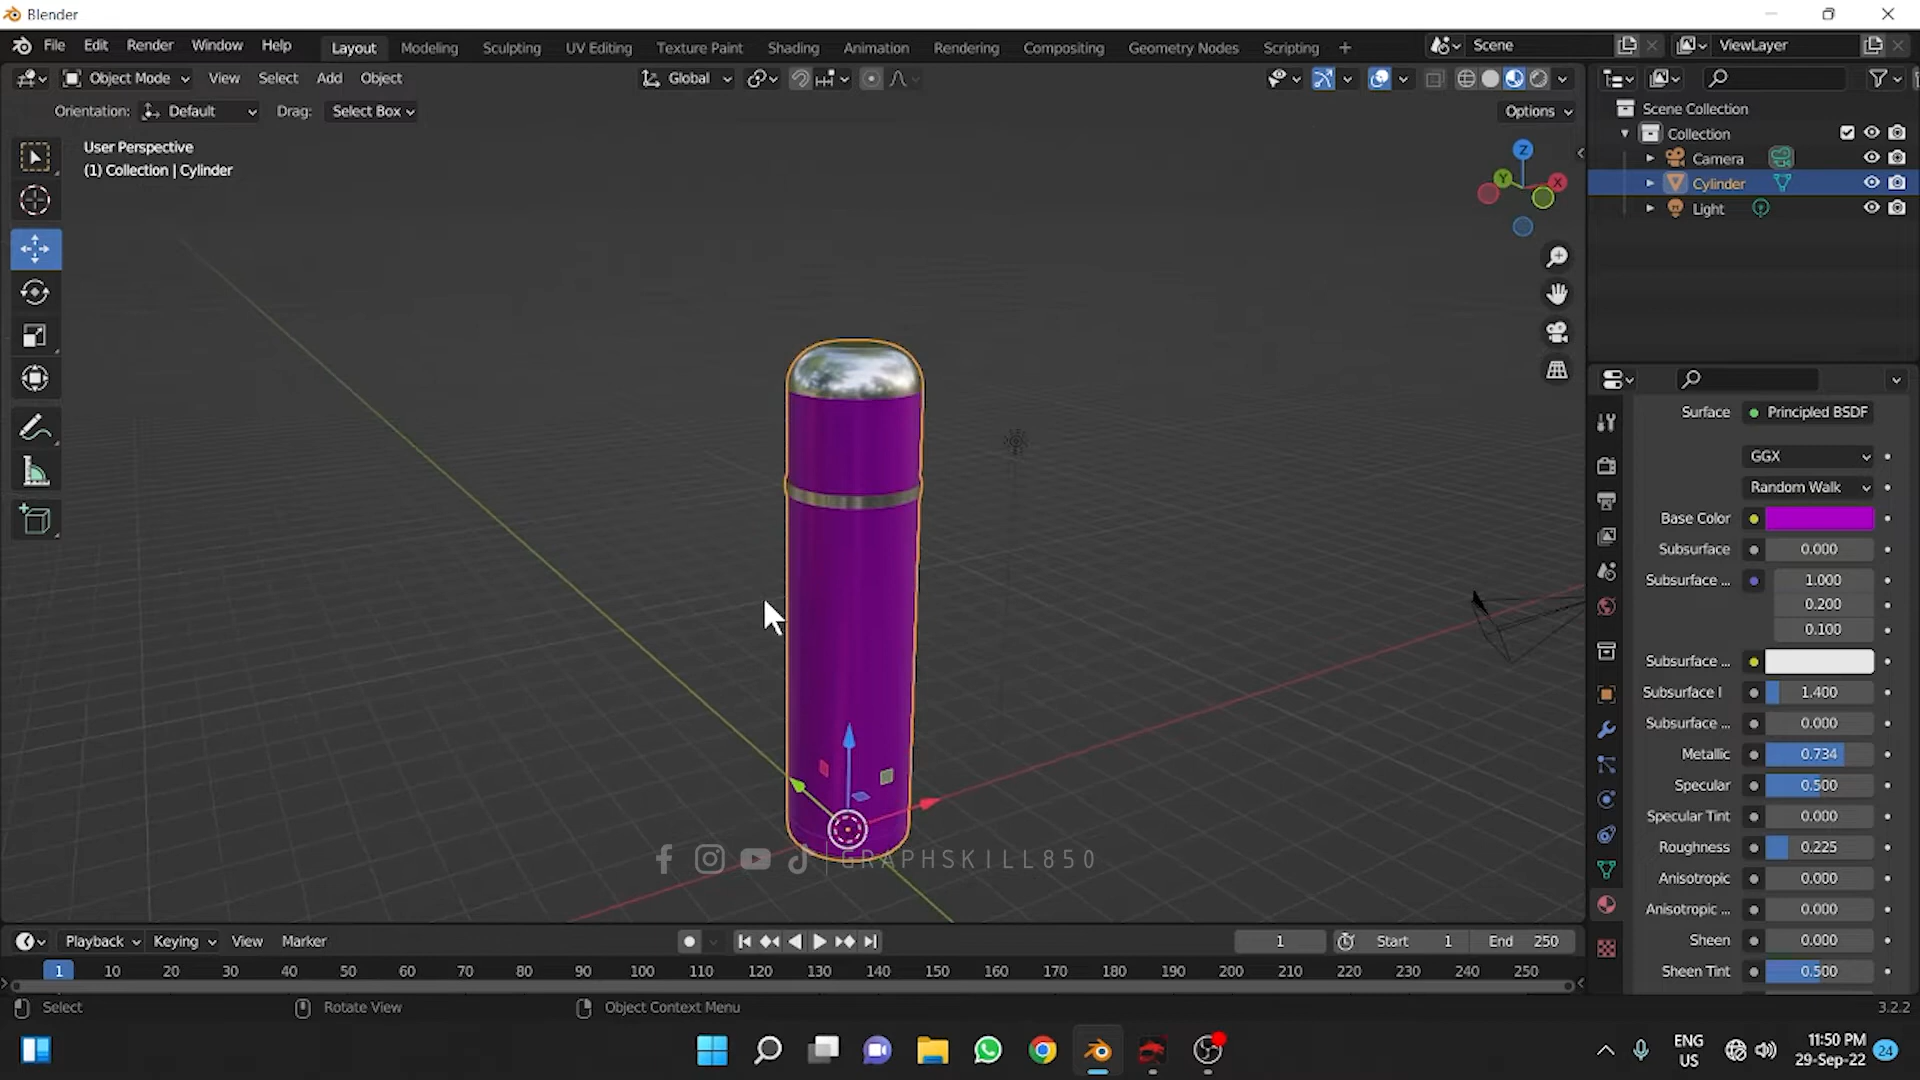 Blender
File Edit Render Window Help Layout Modeling Sculpting UV Editing Texture Paint Shading Animation Rendering Compositing Geometry Nodes Scripting + Scene ViewLayer
Object Mode View Select Add Object Global
Orientation: Default Drag: Select Box Options
User Perspective
(1) Collection | Cylinder
Z
Y
X
Scene Collection
Collection
Camera
Cylinder
Light
Surface Principled BSDF
GGX
Random Walk
Base Color
Subsurface 0.000
Subsurface ... 1.000
0.200
0.100
Subsurface ...
Subsurface I 1.400
Subsurface ... 0.000
Metallic 0.734
Specular 0.500
Specular Tint 0.000
Roughness 0.225
Anisotropic 0.000
Anisotropic ... 0.000
Sheen 0.000
Sheen Tint 0.500
GRAPHSKILL850
Playback Keying View Marker 1 Start 1 End 250
1 10 20 30 40 50 60 70 80 90 100 110 120 130 140 150 160 170 180 190 200 210 220 230 240 250
Select Rotate View Object Context Menu 3.2.2
ENG
US
11:50 PM
29-Sep-22
24